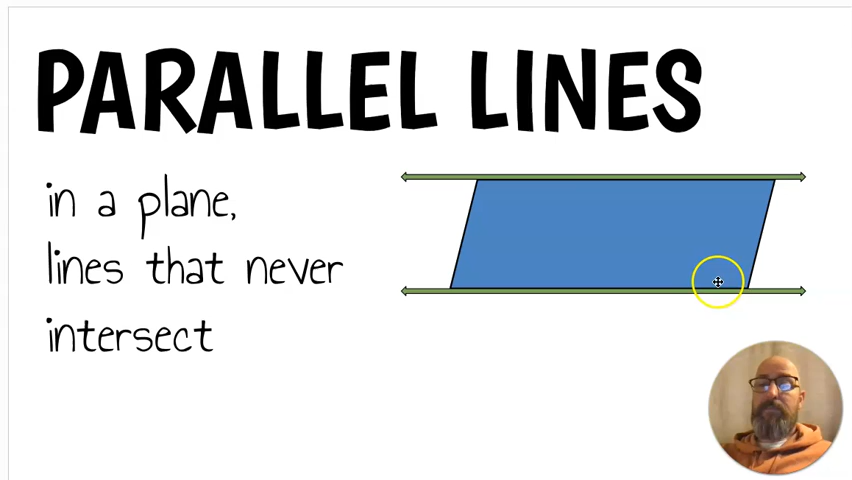 PARALLEL LINES
in a plane,
lines that never
intersect